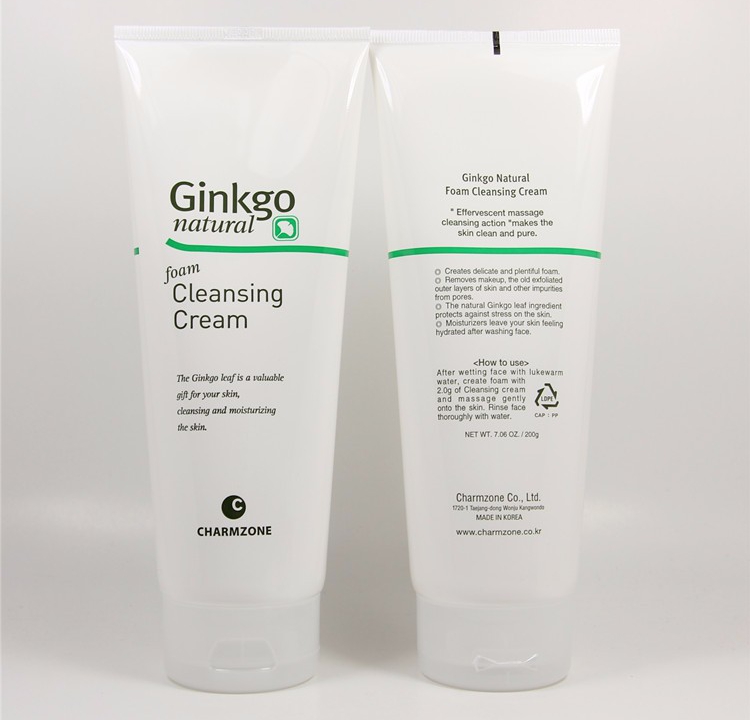 Ginkgo
natural
foam
Cleansing
Cream
The Ginkgo leaf is a valuable
gift for your skin,
cleansing and moisturizing
the skin.
C
CHARMZONE
Ginkgo Natural
Foam Cleansing Cream
" Effervescent massage
cleansing action "makes the
skin clean and pure.
Creates delicate and plentiful foam.
Removes makeup, the old exfoliated
outer layers of skin and other impurities
from pores.
The natural Ginkgo leaf ingredient
protects against stress on the skin.
Moisturizers leave your skin feeling
hydrated after washing face.
<How to use>
After wetting face with lukewarm
water, create foam with
2.0g of Cleansing cream
and massage gently
onto the skin. Rinse face
thoroughly with water.
LDPE
CAP : PP
NET WT. 7.06 OZ. / 200g
Charmzone Co., Ltd.
1720-1 Taejang-dong Wonju Kangwondo
MADE IN KOREA
www.charmzone.co.kr